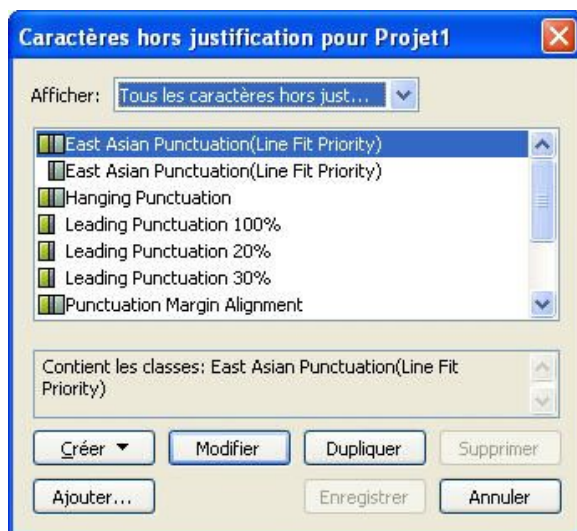 Caractères hors justification pour Projet1
Afficher: Tous les caractères hors just...
East Asian Punctuation(Line Fit Priority)
East Asian Punctuation(Line Fit Priority)
Hanging Punctuation
Leading Punctuation 100%
Leading Punctuation 20%
Leading Punctuation 30%
Punctuation Margin Alignment
Contient les classes: East Asian Punctuation(Line Fit
Priority)
Créer Modifier Dupliquer Supprimer
Ajouter... Enregistrer Annuler